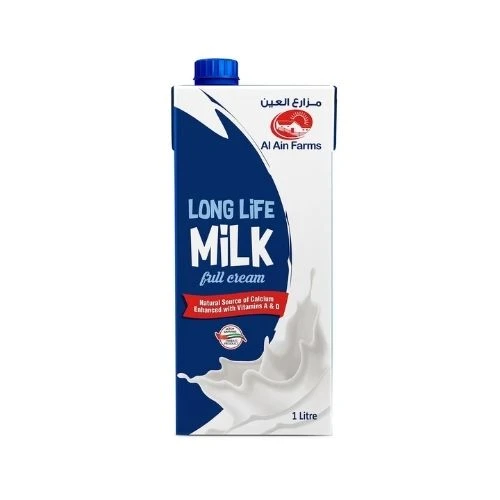 مزارع العين
Al Ain Farms
LONG LiFE
MiLK
full cream
Natural Source of Calcium
Enhanced with Vitamins A & D
1 Litre